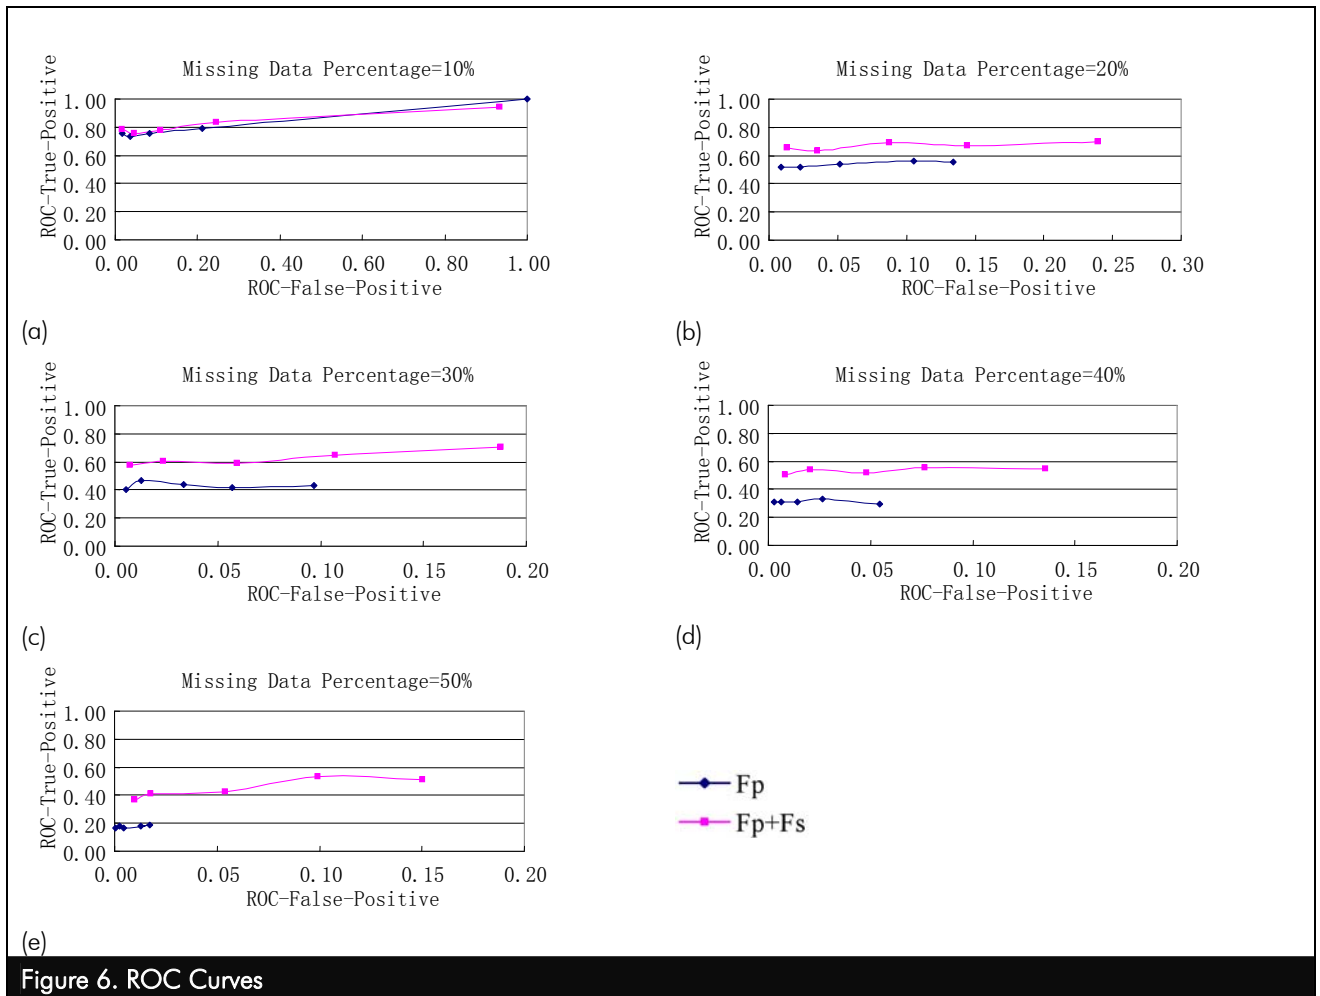 Missing Data Percentage=10%
ROC-True-Positive
1.00
0.80
0.60
0.40
0.20
0.00
0.00 0.20 0.40 0.60 0.80 1.00
ROC-False-Positive
(a)
Missing Data Percentage=20%
ROC-True-Positive
1.00
0.80
0.60
0.40
0.20
0.00
0.00 0.05 0.10 0.15 0.20 0.25 0.30
ROC-False-Positive
(b)
Missing Data Percentage=30%
ROC-True-Positive
1.00
0.80
0.60
0.40
0.20
0.00
0.00 0.05 0.10 0.15 0.20
ROC-False-Positive
(c)
Missing Data Percentage=40%
ROC-True-Positive
1.00
0.80
0.60
0.40
0.20
0.00
0.00 0.05 0.10 0.15 0.20
ROC-False-Positive
(d)
Missing Data Percentage=50%
ROC-True-Positive
1.00
0.80
0.60
0.40
0.20
0.00
0.00 0.05 0.10 0.15 0.20
ROC-False-Positive
(e)
Fp
Fp+Fs
Figure 6. ROC Curves